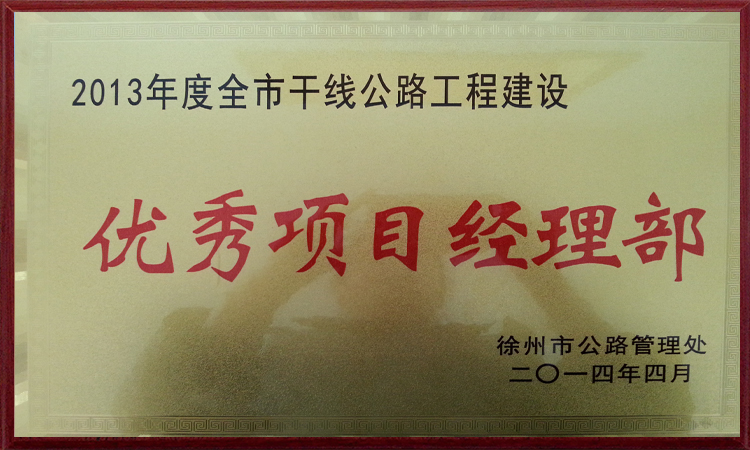 2013年度全市干线公路工程建设
优秀项目经理部
徐州市公路管理处
二〇一四年四月